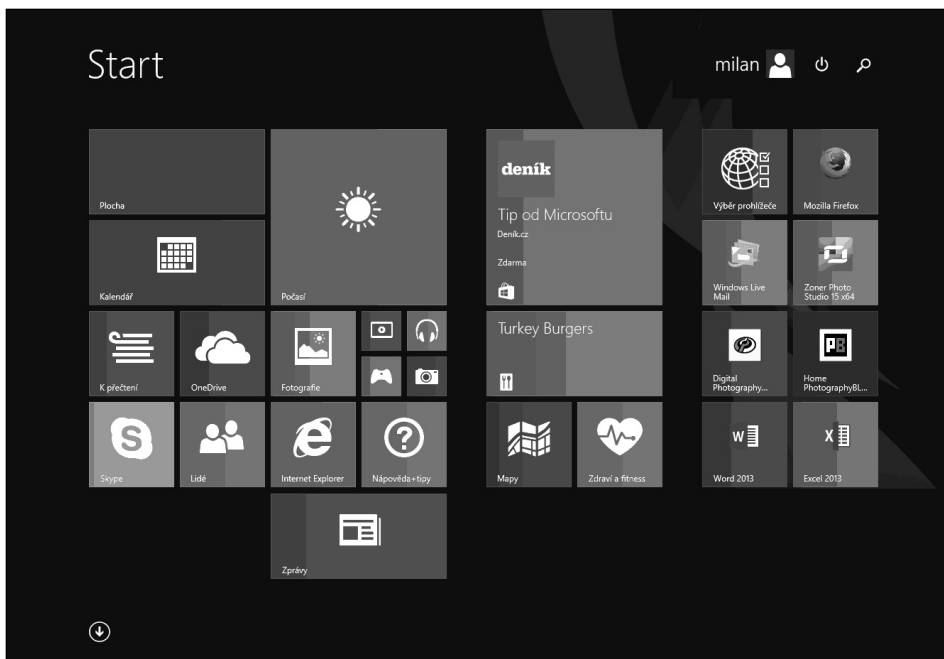 Start
milan
Plocha
Kalendář
Počasí
K přečtení
OneDrive
Fotografie
Skype
Lidé
Internet Explorer
Nápověda+tipy
Zprávy
deník
Tip od Microsoftu
Deník.cz
Zdarma
Turkey Burgers
Mapy
Zdraví a fitness
Výběr prohlížeče
Mozilla Firefox
Windows Live
Mail
Zoner Photo
Studio 15 x64
Digital
Photography...
PB
Home
PhotographyBL...
Word 2013
Excel 2013